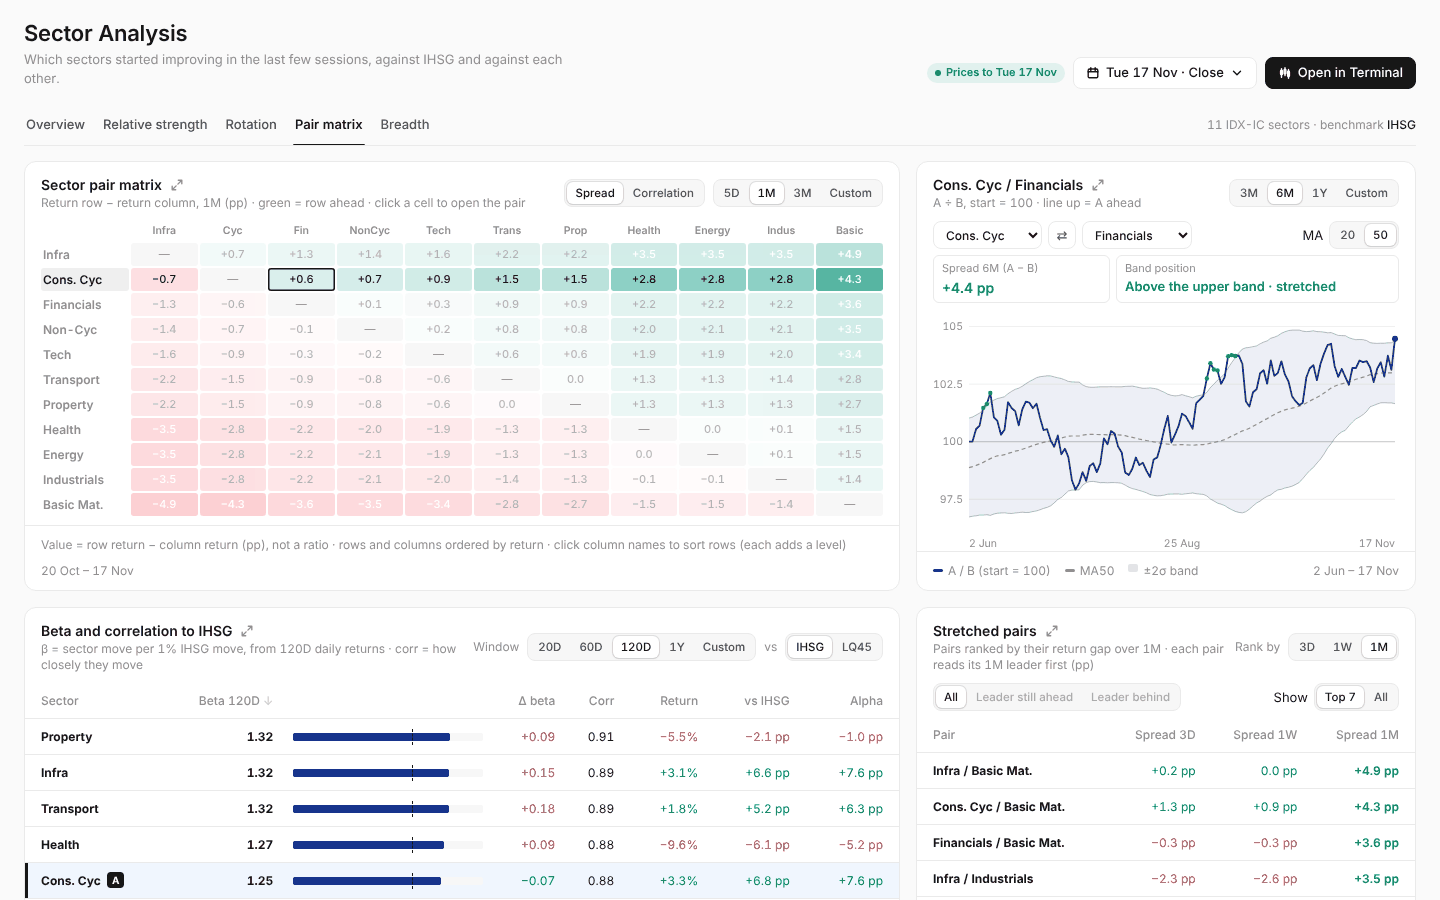 Sector Analysis
Which sectors started improving in the last few sessions, against IHSG and against each
other.
Prices to Tue 17 Nov
Tue 17 Nov · Close
Open in Terminal
Overview Relative strength Rotation Pair matrix Breadth
11 IDX-IC sectors · benchmark IHSG
Sector pair matrix
Return row − return column, 1M (pp) · green = row ahead · click a cell to open the pair
Spread Correlation
5D 1M 3M Custom
Infra Cyc Fin NonCyc Tech Trans Prop Health Energy Indus Basic
Infra — +0.7 +1.3 +1.4 +1.6 +2.2 +2.2 +3.5 +3.5 +3.5 +4.9
Cons. Cyc −0.7 — +0.6 +0.7 +0.9 +1.5 +1.5 +2.8 +2.8 +2.8 +4.3
Financials −1.3 −0.6 — +0.1 +0.3 +0.9 +0.9 +2.2 +2.2 +2.2 +3.6
Non-Cyc −1.4 −0.7 −0.1 — +0.2 +0.8 +0.8 +2.0 +2.1 +2.1 +3.5
Tech −1.6 −0.9 −0.3 −0.2 — +0.6 +0.6 +1.9 +1.9 +2.0 +3.4
Transport −2.2 −1.5 −0.9 −0.8 −0.6 — 0.0 +1.3 +1.3 +1.4 +2.8
Property −2.2 −1.5 −0.9 −0.8 −0.6 0.0 — +1.3 +1.3 +1.3 +2.7
Health −3.5 −2.8 −2.2 −2.0 −1.9 −1.3 −1.3 — 0.0 +0.1 +1.5
Energy −3.5 −2.8 −2.2 −2.1 −1.9 −1.3 −1.3 0.0 — +0.1 +1.5
Industrials −3.5 −2.8 −2.2 −2.1 −2.0 −1.4 −1.3 −0.1 −0.1 — +1.4
Basic Mat. −4.9 −4.3 −3.6 −3.5 −3.4 −2.8 −2.7 −1.5 −1.5 −1.4 —
Value = row return − column return (pp), not a ratio · rows and columns ordered by return · click column names to sort rows (each adds a level)
20 Oct – 17 Nov
Cons. Cyc / Financials
A ÷ B, start = 100 · line up = A ahead
3M 6M 1Y Custom
Cons. Cyc ⇄ Financials
MA 20 50
Spread 6M (A − B)
+4.4 pp
Band position
Above the upper band · stretched
105
102.5
100
97.5
2 Jun 25 Aug 17 Nov
A / B (start = 100) MA50 ±2σ band
2 Jun – 17 Nov
Beta and correlation to IHSG
β = sector move per 1% IHSG move, from 120D daily returns · corr = how
closely they move
Window 20D 60D 120D 1Y Custom vs IHSG LQ45
Sector Beta 120D ↓ Δ beta Corr Return vs IHSG Alpha
Property 1.32 +0.09 0.91 −5.5% −2.1 pp −1.0 pp
Infra 1.32 +0.15 0.89 +3.1% +6.6 pp +7.6 pp
Transport 1.32 +0.18 0.89 +1.8% +5.2 pp +6.3 pp
Health 1.27 +0.09 0.88 −9.6% −6.1 pp −5.2 pp
Cons. Cyc A 1.25 −0.07 0.88 +3.3% +6.8 pp +7.6 pp
Stretched pairs
Pairs ranked by their return gap over 1M · each pair
reads its 1M leader first (pp)
Rank by 3D 1W 1M
All Leader still ahead Leader behind
Show Top 7 All
Pair Spread 3D Spread 1W Spread 1M
Infra / Basic Mat. +0.2 pp 0.0 pp +4.9 pp
Cons. Cyc / Basic Mat. +1.3 pp +0.9 pp +4.3 pp
Financials / Basic Mat. −0.3 pp −0.3 pp +3.6 pp
Infra / Industrials −2.3 pp −2.6 pp +3.5 pp